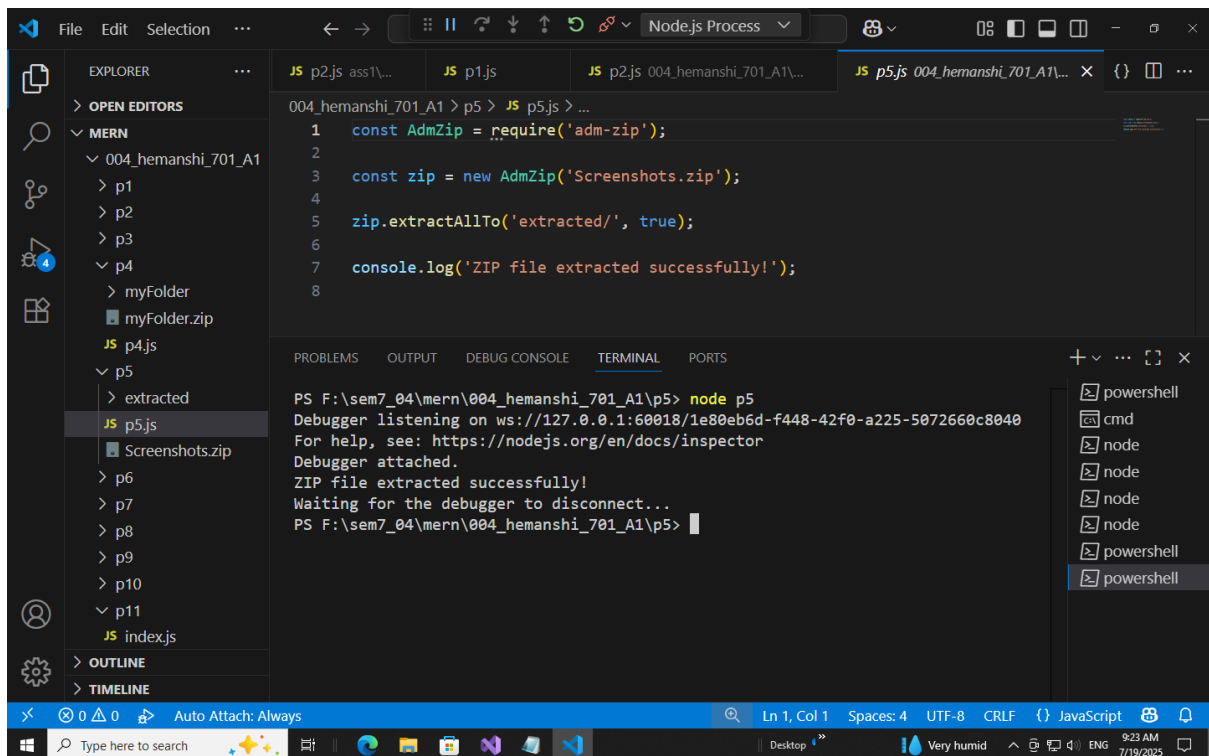 File Edit Selection ···
Node.js Process
EXPLORER ···
OPEN EDITORS
MERN
004_hemanshi_701_A1
p1
p2
p3
p4
myFolder
myFolder.zip
JS p4.js
p5
extracted
JS p5.js
Screenshots.zip
p6
p7
p8
p9
p10
p11
JS index.js
OUTLINE
TIMELINE
4
JS p2.js ass1\... JS p1.js JS p2.js 004_hemanshi_701_A1\... JS p5.js 004_hemanshi_701_A1\... {} ···
004_hemanshi_701_A1 > p5 > JS p5.js > ...
1 const AdmZip = require('adm-zip');
2
3 const zip = new AdmZip('Screenshots.zip');
4
5 zip.extractAllTo('extracted/', true);
6
7 console.log('ZIP file extracted successfully!');
8
PROBLEMS OUTPUT DEBUG CONSOLE TERMINAL PORTS
PS F:\sem7_04\mern\004_hemanshi_701_A1\p5> node p5
Debugger listening on ws://127.0.0.1:60018/1e80eb6d-f448-42f0-a225-5072660c8040
For help, see: https://nodejs.org/en/docs/inspector
Debugger attached.
ZIP file extracted successfully!
Waiting for the debugger to disconnect...
PS F:\sem7_04\mern\004_hemanshi_701_A1\p5>
powershell
cmd
node
node
node
node
powershell
powershell
0 0 Auto Attach: Always Ln 1, Col 1 Spaces: 4 UTF-8 CRLF {} JavaScript
Type here to search Desktop Very humid ENG 9:23 AM
7/19/2025